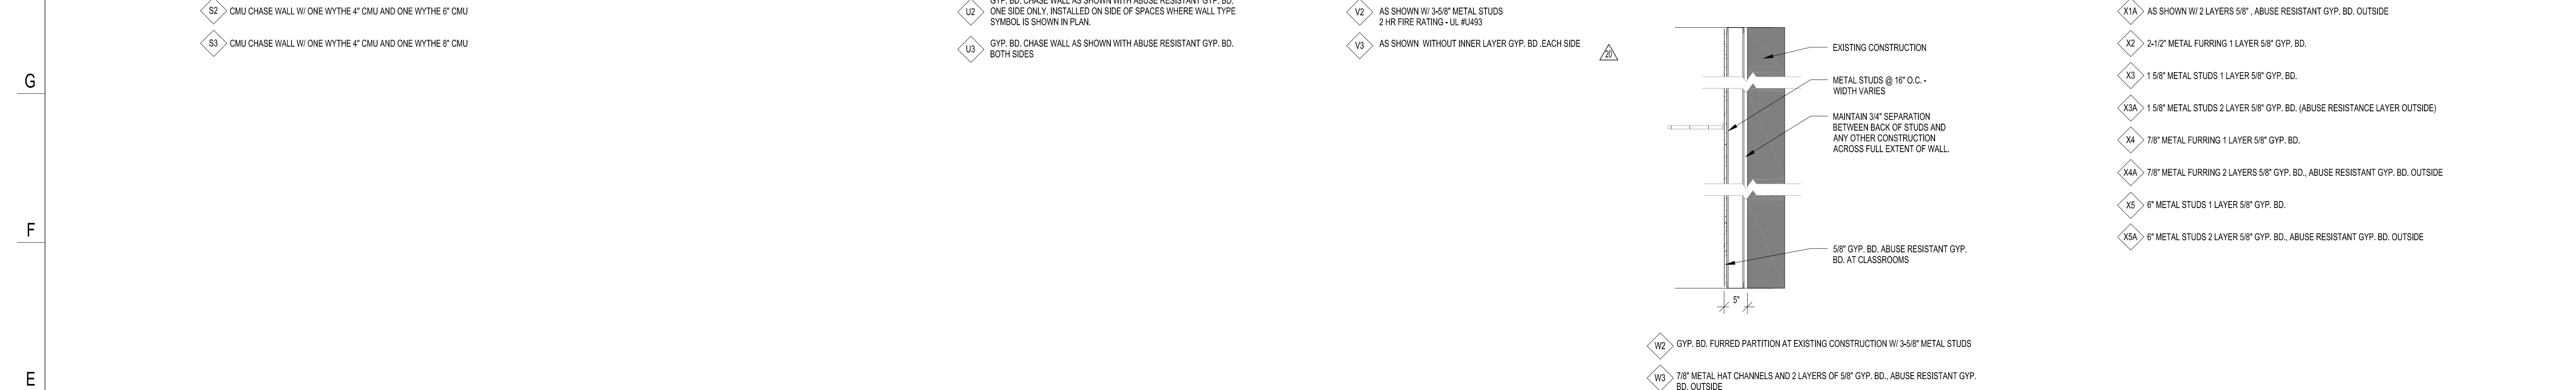 G
F
E
S2 CMU CHASE WALL W/ ONE WYTHE 4" CMU AND ONE WYTHE 6" CMU
S3 CMU CHASE WALL W/ ONE WYTHE 4" CMU AND ONE WYTHE 8" CMU
GYP. BD. CHASE WALL AS SHOWN WITH ABUSE RESISTANT GYP. BD.
U2 ONE SIDE ONLY, INSTALLED ON SIDE OF SPACES WHERE WALL TYPE
SYMBOL IS SHOWN IN PLAN.
U3 GYP. BD. CHASE WALL AS SHOWN WITH ABUSE RESISTANT GYP. BD.
BOTH SIDES
V2 AS SHOWN W/ 3-5/8" METAL STUDS
2 HR FIRE RATING - UL #U493
V3 AS SHOWN WITHOUT INNER LAYER GYP. BD .EACH SIDE
20
EXISTING CONSTRUCTION
METAL STUDS @ 16" O.C. -
WIDTH VARIES
MAINTAIN 3/4" SEPARATION
BETWEEN BACK OF STUDS AND
ANY OTHER CONSTRUCTION
ACROSS FULL EXTENT OF WALL.
5/8" GYP. BD. ABUSE RESISTANT GYP.
BD. AT CLASSROOMS
5"
W2 GYP. BD. FURRED PARTITION AT EXISTING CONSTRUCTION W/ 3-5/8" METAL STUDS
W3 7/8" METAL HAT CHANNELS AND 2 LAYERS OF 5/8" GYP. BD., ABUSE RESISTANT GYP.
BD. OUTSIDE
X1A AS SHOWN W/ 2 LAYERS 5/8" , ABUSE RESISTANT GYP. BD. OUTSIDE
X2 2-1/2" METAL FURRING 1 LAYER 5/8" GYP. BD.
X3 1 5/8" METAL STUDS 1 LAYER 5/8" GYP. BD.
X3A 1 5/8" METAL STUDS 2 LAYER 5/8" GYP. BD. (ABUSE RESISTANCE LAYER OUTSIDE)
X4 7/8" METAL FURRING 1 LAYER 5/8" GYP. BD.
X4A 7/8" METAL FURRING 2 LAYERS 5/8" GYP. BD., ABUSE RESISTANT GYP. BD. OUTSIDE
X5 6" METAL STUDS 1 LAYER 5/8" GYP. BD.
X5A 6" METAL STUDS 2 LAYER 5/8" GYP. BD., ABUSE RESISTANT GYP. BD. OUTSIDE